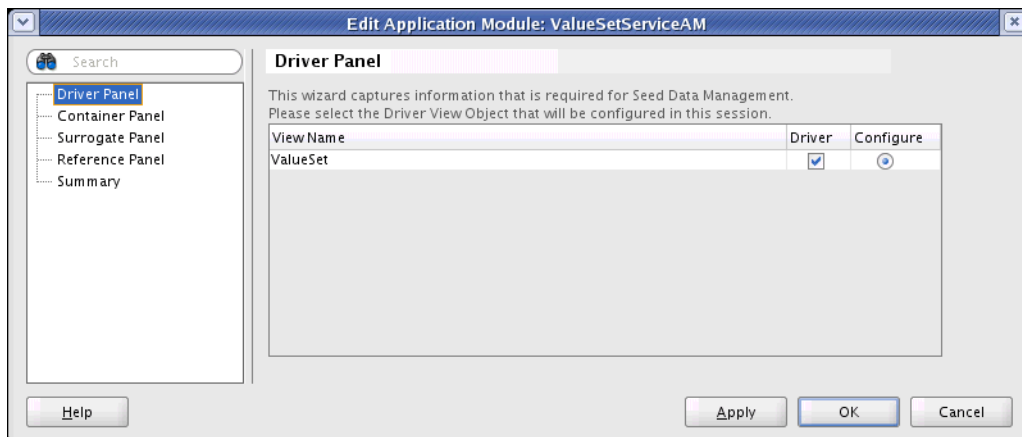 Edit Application Module: ValueSetServiceAM
Search
Driver Panel
Container Panel
Surrogate Panel
Reference Panel
Summary
Driver Panel
This wizard captures information that is required for Seed Data Management.
Please select the Driver View Object that will be configured in this session.
View Name Driver Configure
ValueSet
Help Apply OK Cancel